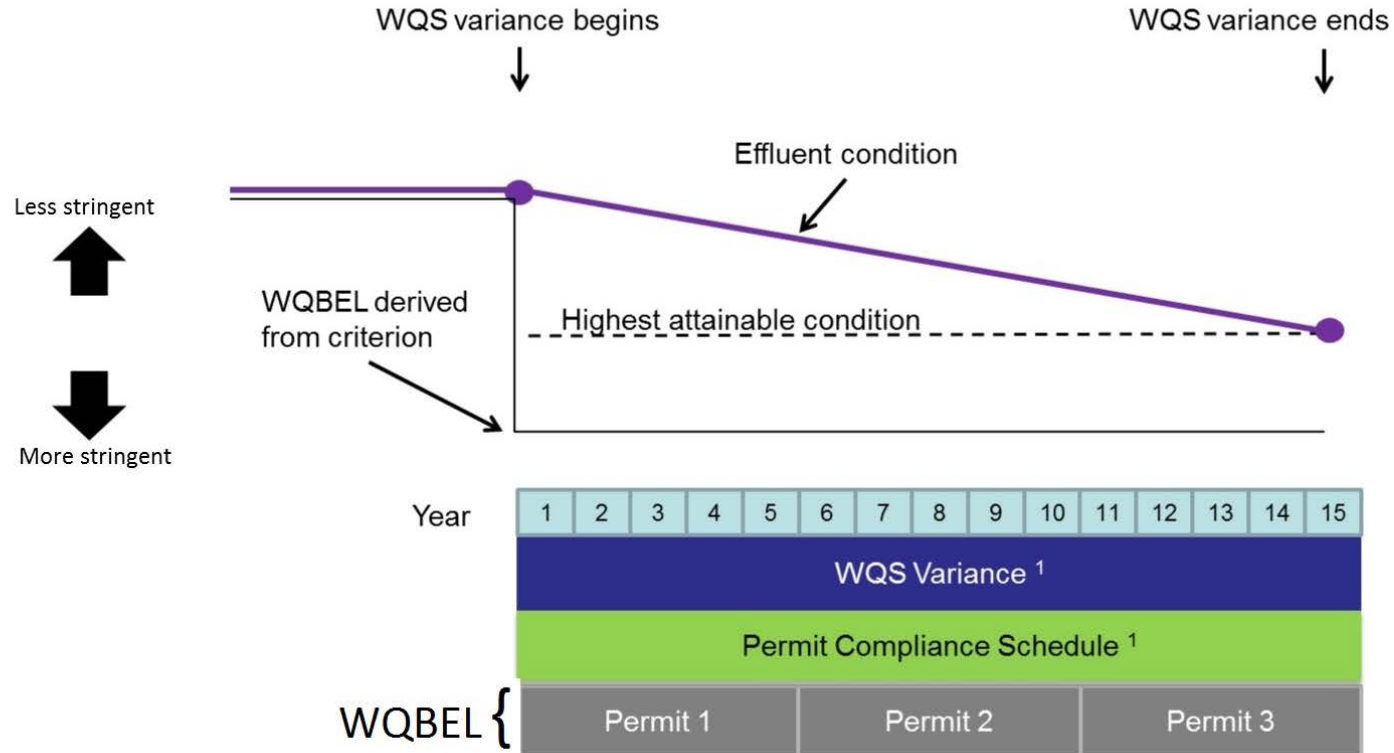 WQS variance begins
WQS variance ends
Effluent condition
Less stringent
WQBEL derived
from criterion
Highest attainable condition
More stringent
Year 1 2 3 4 5 6 7 8 9 10 11 12 13 14 15
WQS Variance 1
Permit Compliance Schedule 1
WQBEL { Permit 1 Permit 2 Permit 3